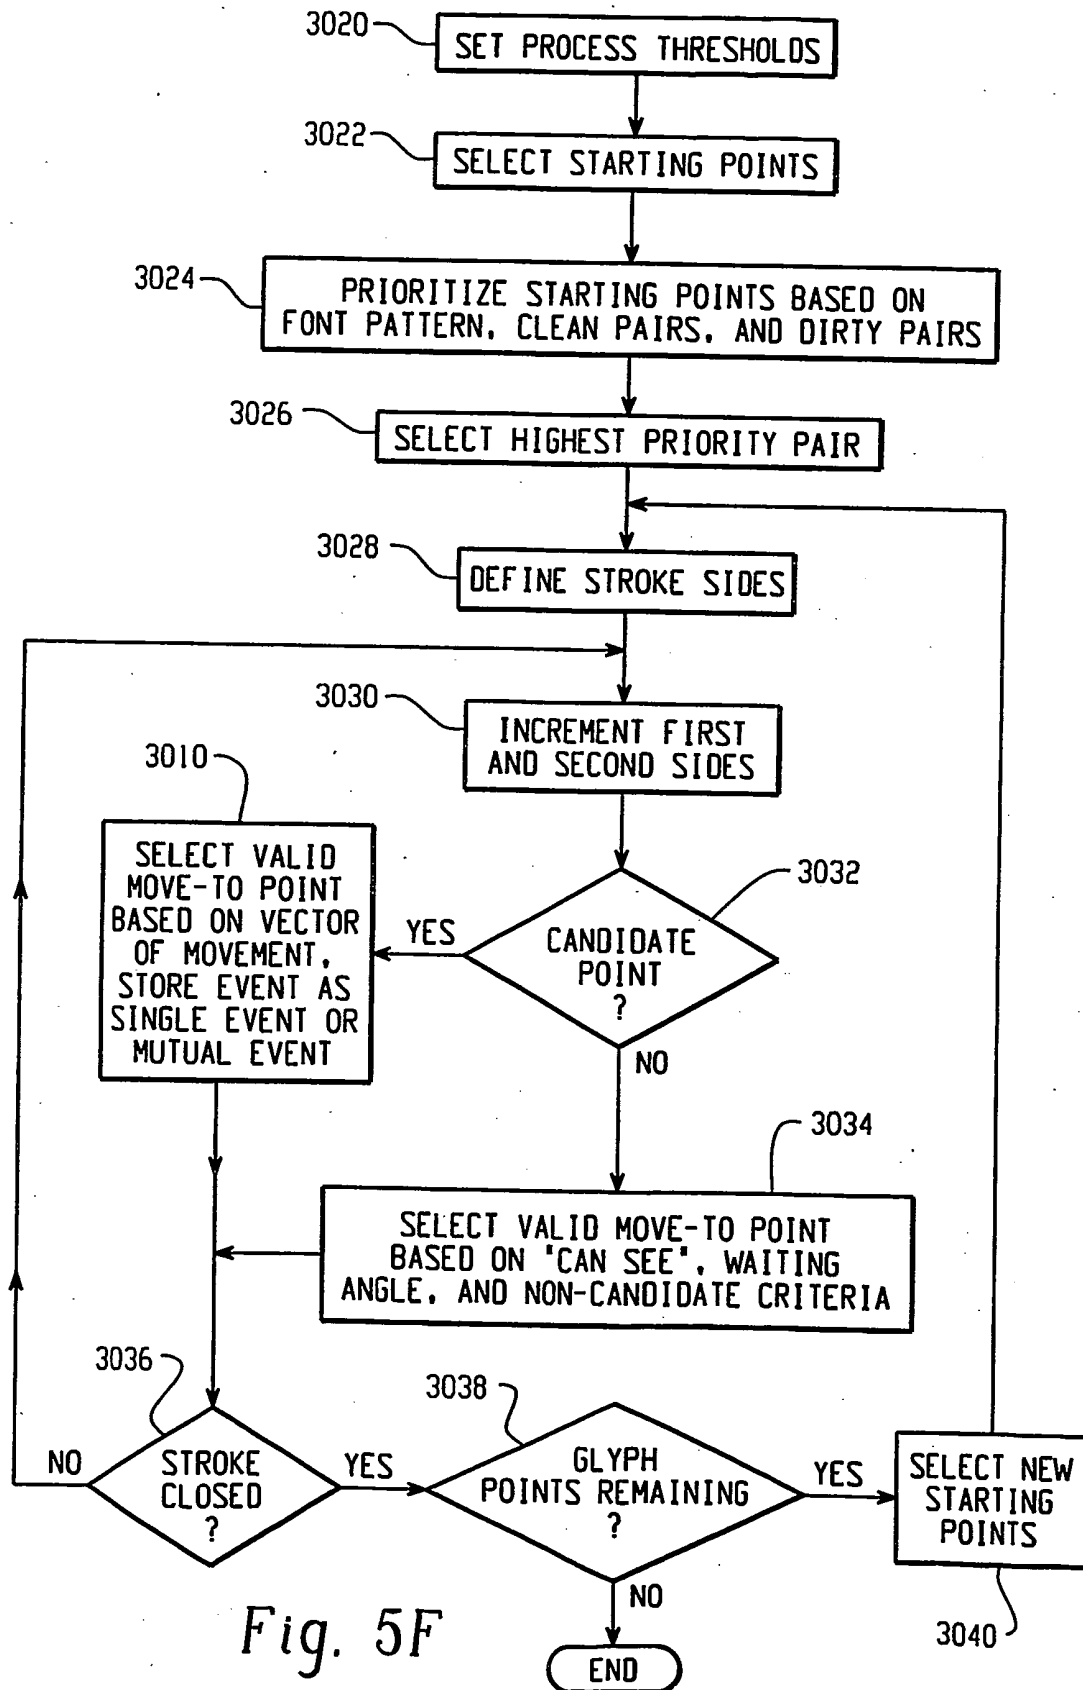 3020
SET PROCESS THRESHOLDS
3022
SELECT STARTING POINTS
3024
PRIORITIZE STARTING POINTS BASED ON
FONT PATTERN, CLEAN PAIRS, AND DIRTY PAIRS
3026
SELECT HIGHEST PRIORITY PAIR
3028
DEFINE STROKE SIDES
3030
INCREMENT FIRST
AND SECOND SIDES
3010
SELECT VALID
MOVE-TO POINT
BASED ON VECTOR
OF MOVEMENT,
STORE EVENT AS
SINGLE EVENT OR
MUTUAL EVENT
YES
3032
CANDIDATE
POINT
?
NO
3034
SELECT VALID MOVE-TO POINT
BASED ON "CAN SEE", WAITING
ANGLE, AND NON-CANDIDATE CRITERIA
3036
NO
STROKE
CLOSED
?
YES
3038
GLYPH
POINTS REMAINING
?
YES
SELECT NEW
STARTING
POINTS
3040
NO
END
Fig. 5F